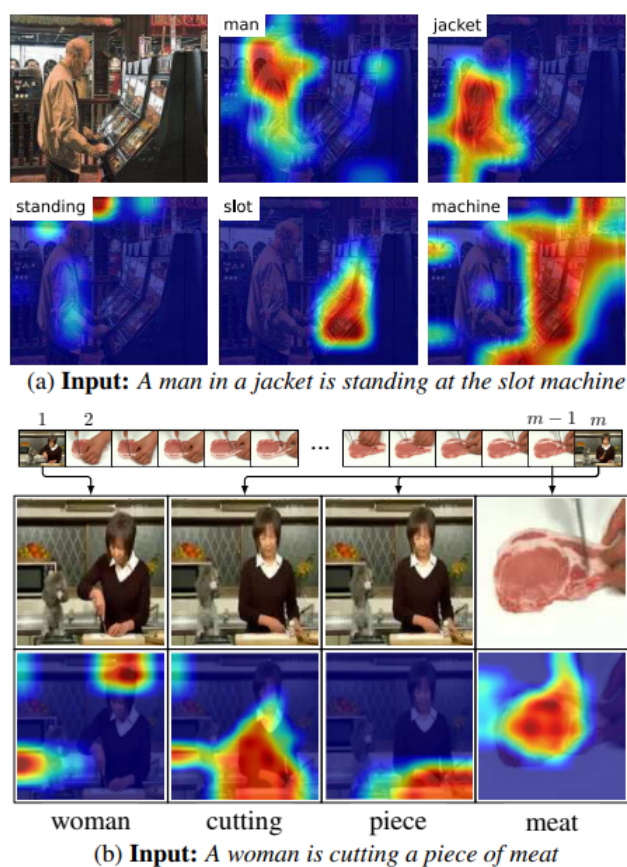 man
jacket
standing
slot
machine
(a) Input: A man in a jacket is standing at the slot machine
1 2 ... m − 1 m
woman cutting piece meat
(b) Input: A woman is cutting a piece of meat